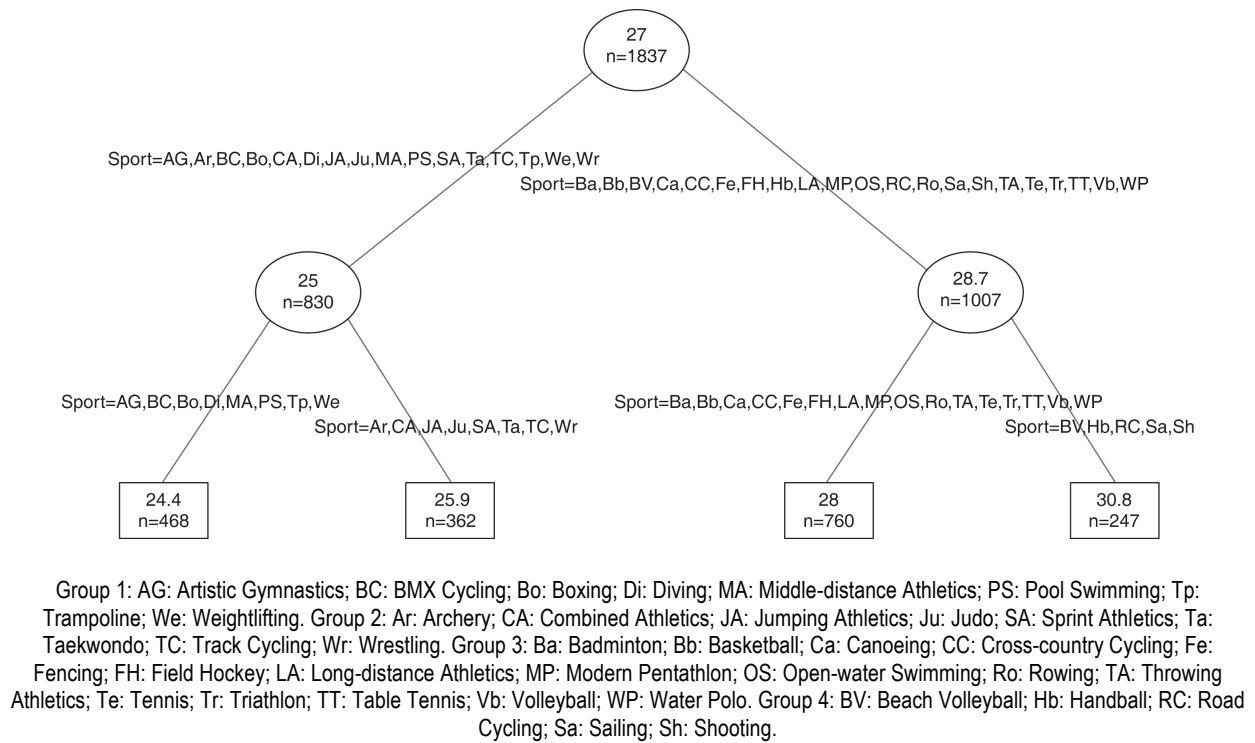 27
n=1837
Sport=AG,Ar,BC,Bo,CA,Di,JA,Ju,MA,PS,SA,Ta,TC,Tp,We,Wr
Sport=Ba,Bb,BV,Ca,CC,Fe,FH,Hb,LA,MP,OS,RC,Ro,Sa,Sh,TA,Te,Tr,TT,Vb,WP
25
n=830
28.7
n=1007
Sport=AG,BC,Bo,Di,MA,PS,Tp,We
Sport=Ar,CA,JA,Ju,SA,Ta,TC,Wr
Sport=Ba,Bb,Ca,CC,Fe,FH,LA,MP,OS,Ro,TA,Te,Tr,TT,Vb,WP
Sport=BV,Hb,RC,Sa,Sh
24.4
n=468
25.9
n=362
28
n=760
30.8
n=247
Group 1: AG: Artistic Gymnastics; BC: BMX Cycling; Bo: Boxing; Di: Diving; MA: Middle-distance Athletics; PS: Pool Swimming; Tp:
Trampoline; We: Weightlifting. Group 2: Ar: Archery; CA: Combined Athletics; JA: Jumping Athletics; Ju: Judo; SA: Sprint Athletics; Ta:
Taekwondo; TC: Track Cycling; Wr: Wrestling. Group 3: Ba: Badminton; Bb: Basketball; Ca: Canoeing; CC: Cross-country Cycling; Fe:
Fencing; FH: Field Hockey; LA: Long-distance Athletics; MP: Modern Pentathlon; OS: Open-water Swimming; Ro: Rowing; TA: Throwing
Athletics; Te: Tennis; Tr: Triathlon; TT: Table Tennis; Vb: Volleyball; WP: Water Polo. Group 4: BV: Beach Volleyball; Hb: Handball; RC: Road
Cycling; Sa: Sailing; Sh: Shooting.